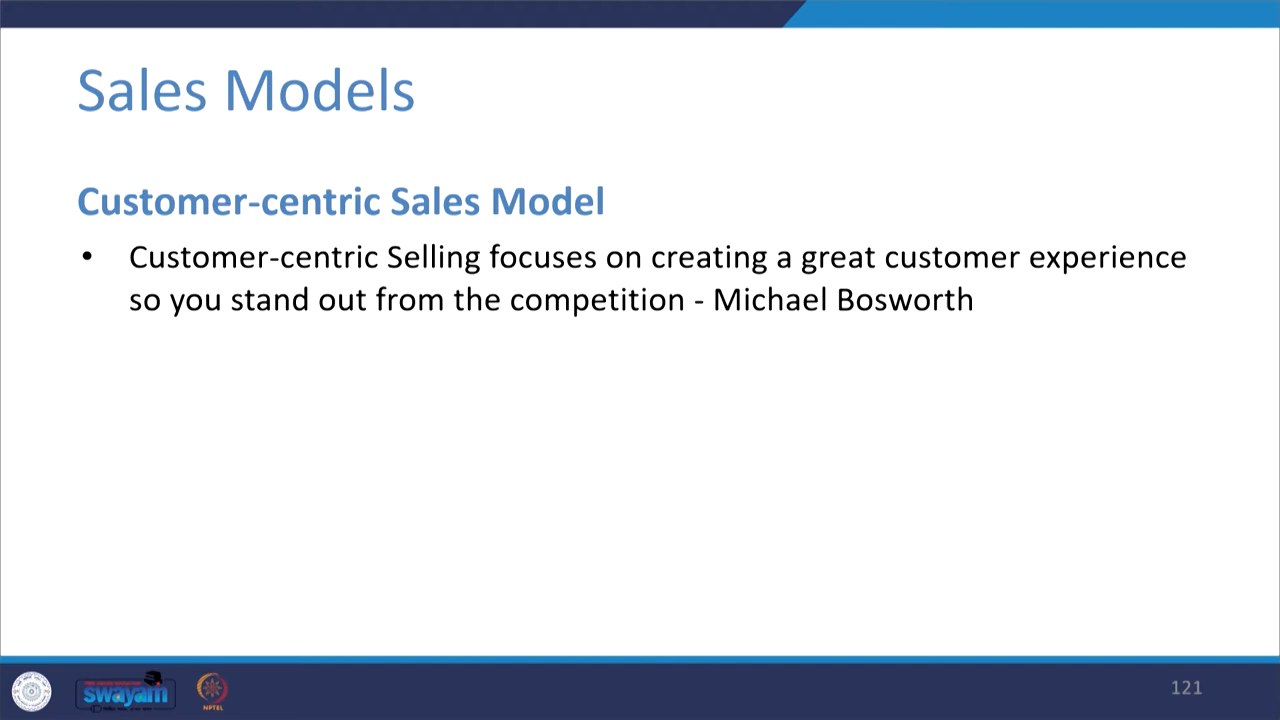 Sales Models
Customer-centric Sales Model
• Customer-centric Selling focuses on creating a great customer experience
so you stand out from the competition - Michael Bosworth
swayam
NPTEL
121